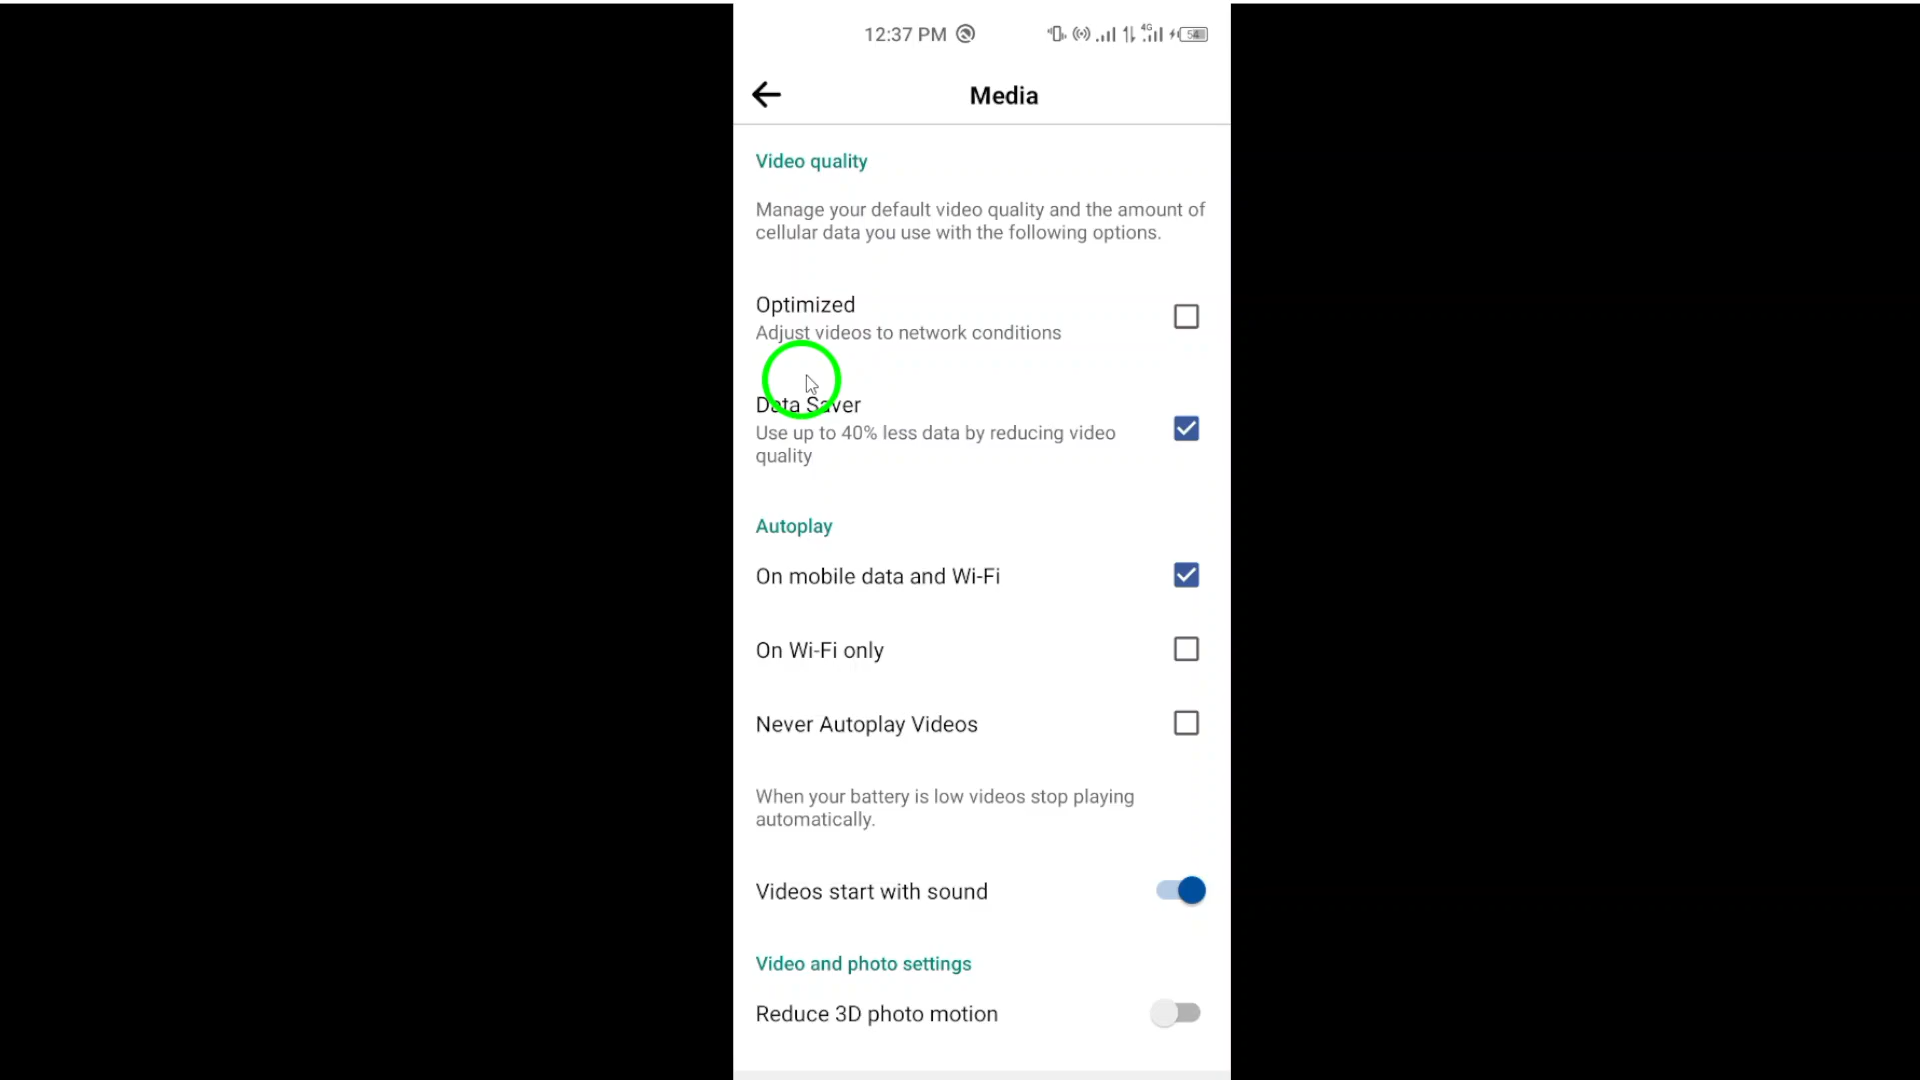 12:37 PM 4G 54
Media
Video quality
Manage your default video quality and the amount of
cellular data you use with the following options.
Optimized
Adjust videos to network conditions
Data Saver
Use up to 40% less data by reducing video
quality
Autoplay
On mobile data and Wi-Fi
On Wi-Fi only
Never Autoplay Videos
When your battery is low videos stop playing
automatically.
Videos start with sound
Video and photo settings
Reduce 3D photo motion